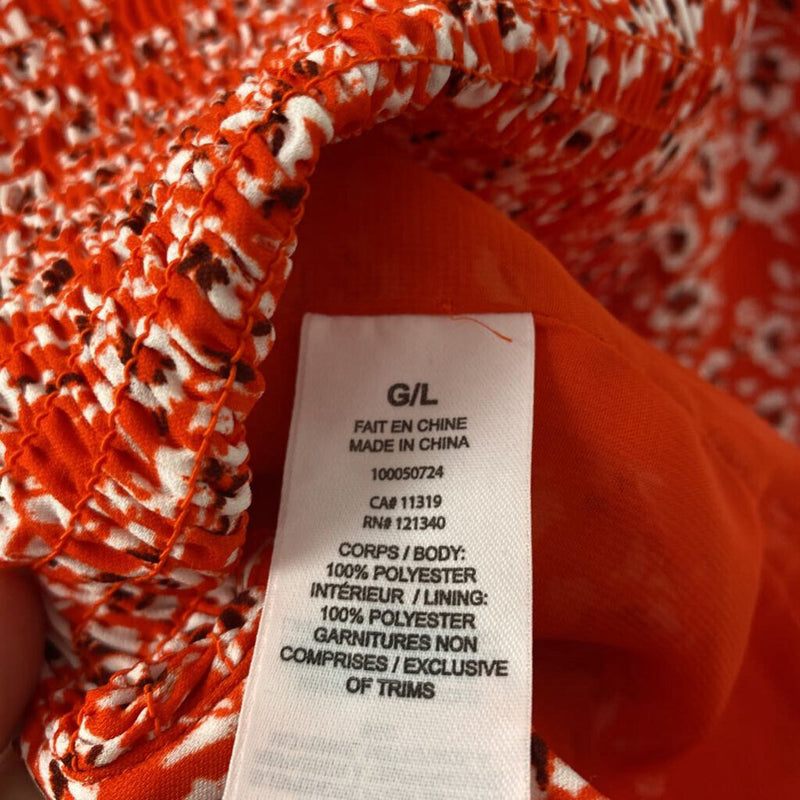 G/L
FAIT EN CHINE
MADE IN CHINA
100050724
CA# 11319
RN# 121340
CORPS / BODY:
100% POLYESTER
INTÉRIEUR / LINING:
100% POLYESTER
GARNITURES NON
COMPRISES / EXCLUSIVE
OF TRIMS